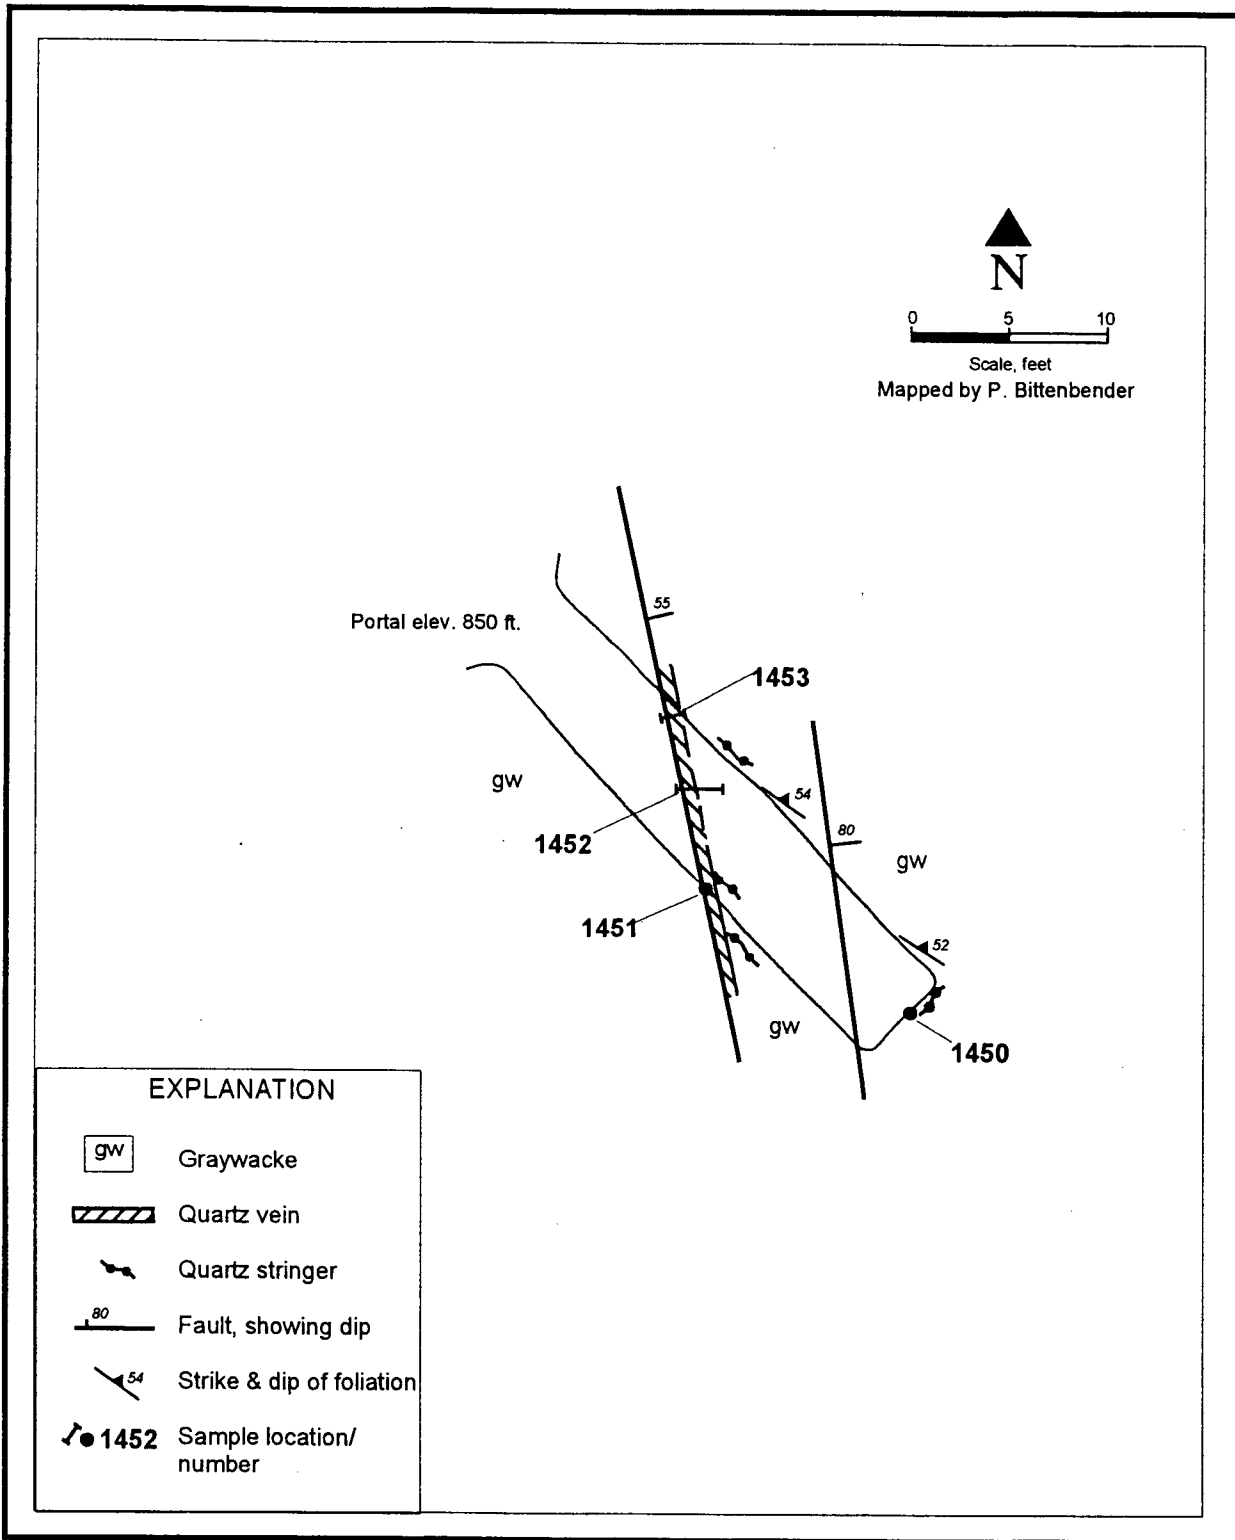 N
0 5 10
Scale, feet
Mapped by P. Bittenbender
55
Portal elev. 850 ft.
1453
gw
54
1452
80
gw
1451
52
gw
1450
EXPLANATION
gw Graywacke
Quartz vein
Quartz stringer
80 Fault, showing dip
54 Strike & dip of foliation
1452 Sample location/
number